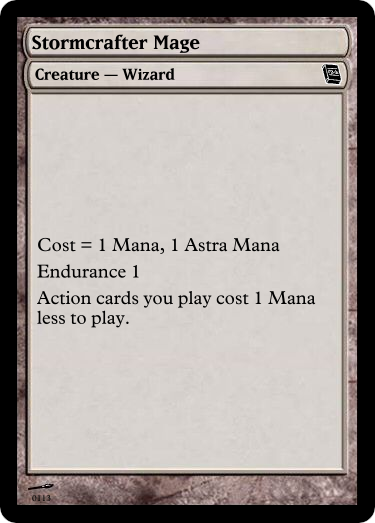 Stormcrafter Mage
Creature — Wizard
Cost = 1 Mana, 1 Astra Mana
Endurance 1
Action cards you play cost 1 Mana
less to play.
0113